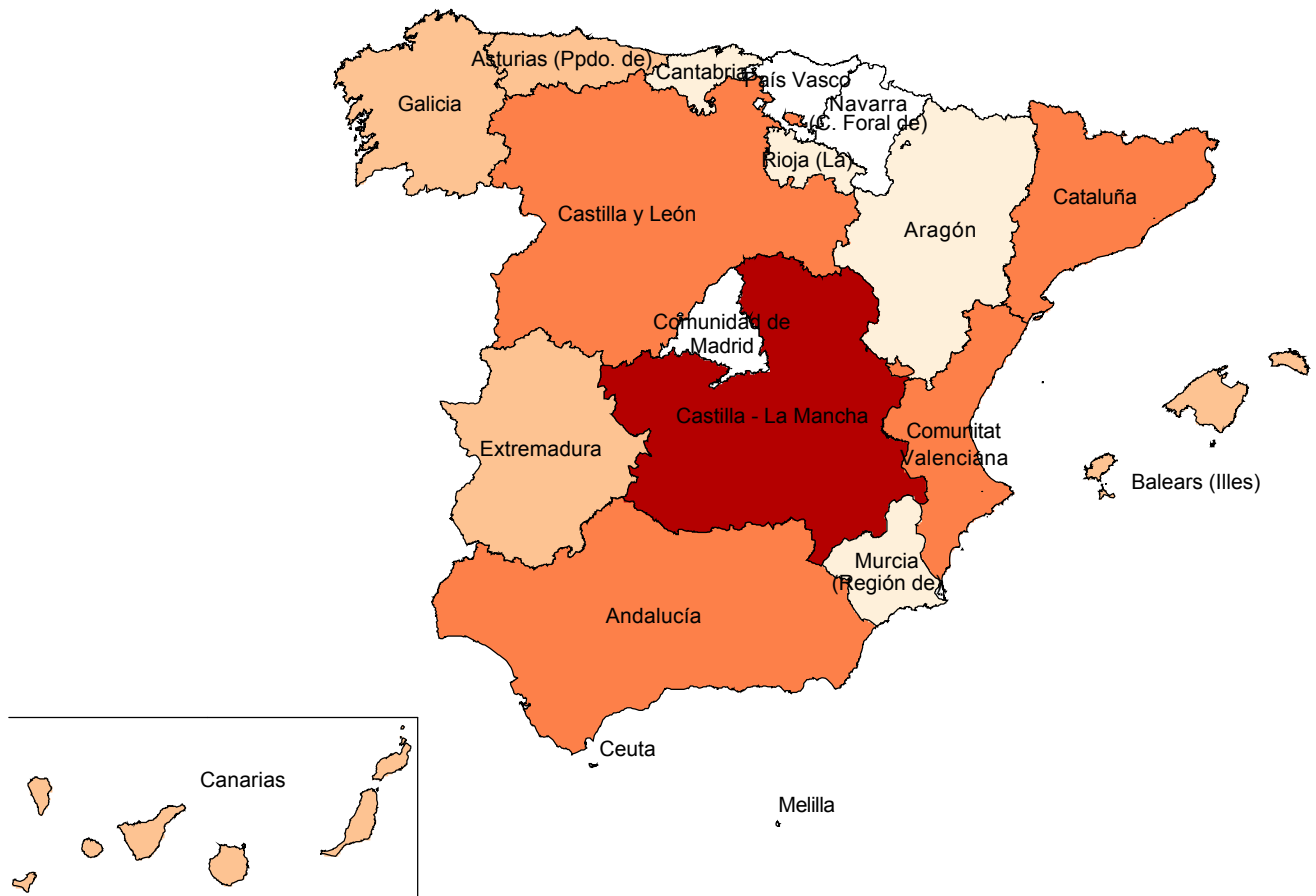 Asturias (Ppdo. de)
Cantabria
País Vasco
Galicia
Navarra
(C. Foral de)
Rioja (La)
Cataluña
Castilla y León
Aragón
Comunidad de
Madrid
Castilla - La Mancha
Comunitat
Valenciana
Extremadura
Balears (Illes)
Murcia
(Región de)
Andalucía
Ceuta
Canarias
Melilla